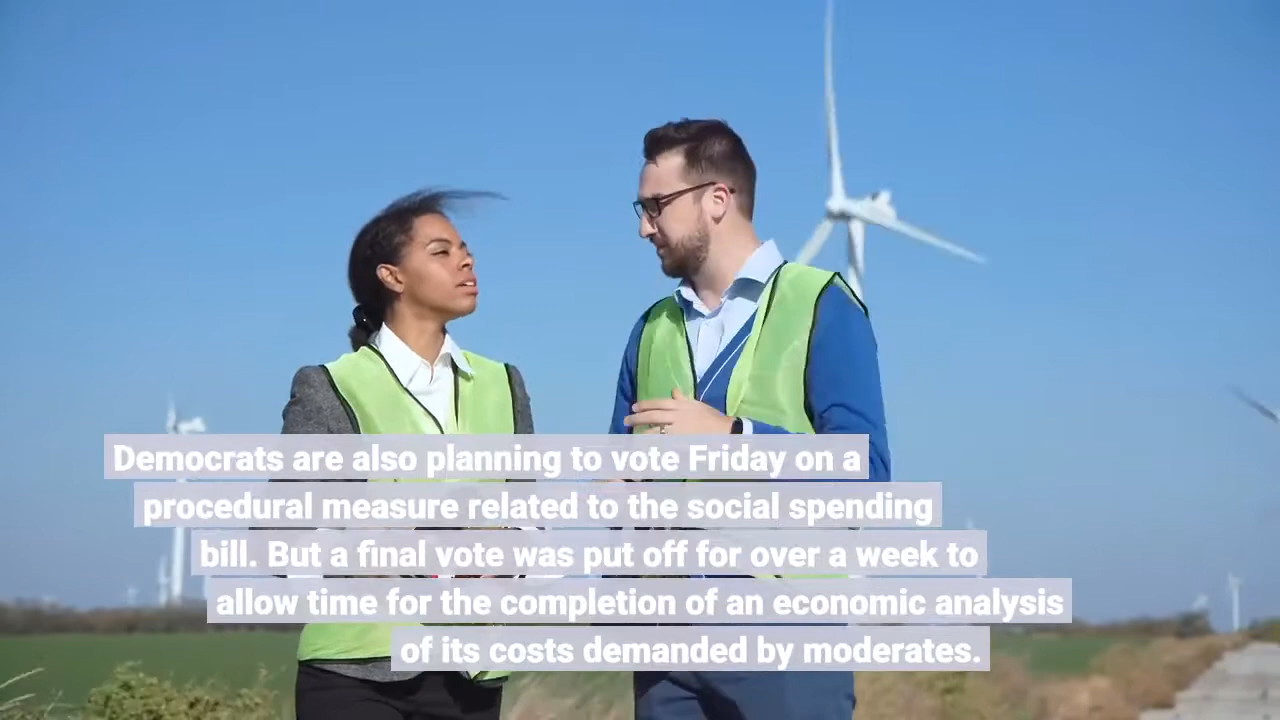 Democrats are also planning to vote Friday on a
procedural measure related to the social spending
bill. But a final vote was put off for over a week to
allow time for the completion of an economic analysis
of its costs demanded by moderates.